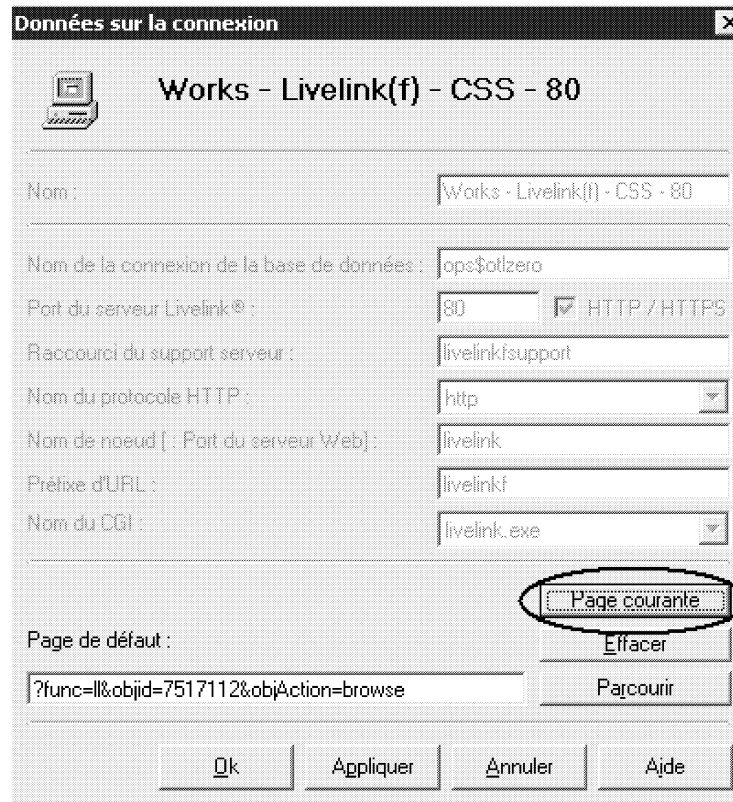 Données sur la connexion
Works - Livelink(f) - CSS - 80
Nom : Works - Livelink(f) - CSS - 80
Nom de la connexion de la base de données : ops$otlzero
Port du serveur Livelink® : 80 HTTP / HTTPS
Raccourci du support serveur : livelinkfsupport
Nom du protocole HTTP : http
Nom de noeud [ : Port du serveur Web] : livelink
Préfixe d'URL : livelinkf
Nom du CGI : livelink.exe
Page courante
Page de défaut : Effacer
?func=ll&objid=7517112&objAction=browse Parcourir
Ok Appliquer Annuler Aide